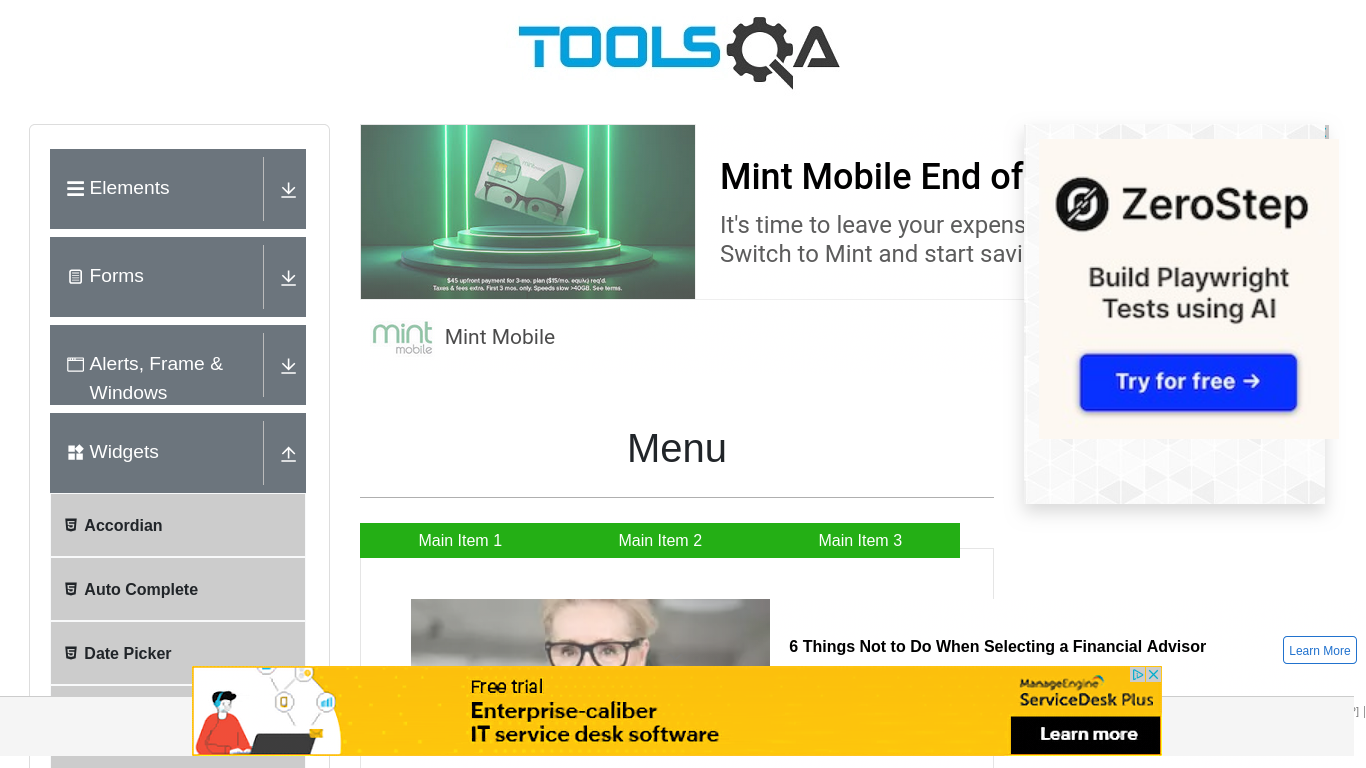 TOOLSQA
Elements
Forms
Alerts, Frame &
Windows
Widgets
Accordian
Auto Complete
Date Picker
$45 upfront payment for 3-mo. plan ($15/mo. equiv.) req'd.
Taxes & fees extra. First 3 mos. only. Speeds slow >40GB. See terms.
Mint Mobile End of
It's time to leave your expens
Switch to Mint and start savi
mint
mobile
Mint Mobile
ZeroStep
Build Playwright
Tests using AI
Try for free →
Menu
Main Item 1
Main Item 2
Main Item 3
6 Things Not to Do When Selecting a Financial Advisor
Learn More
Free trial
Enterprise-caliber
IT service desk software
ManageEngine
ServiceDesk Plus
Learn more